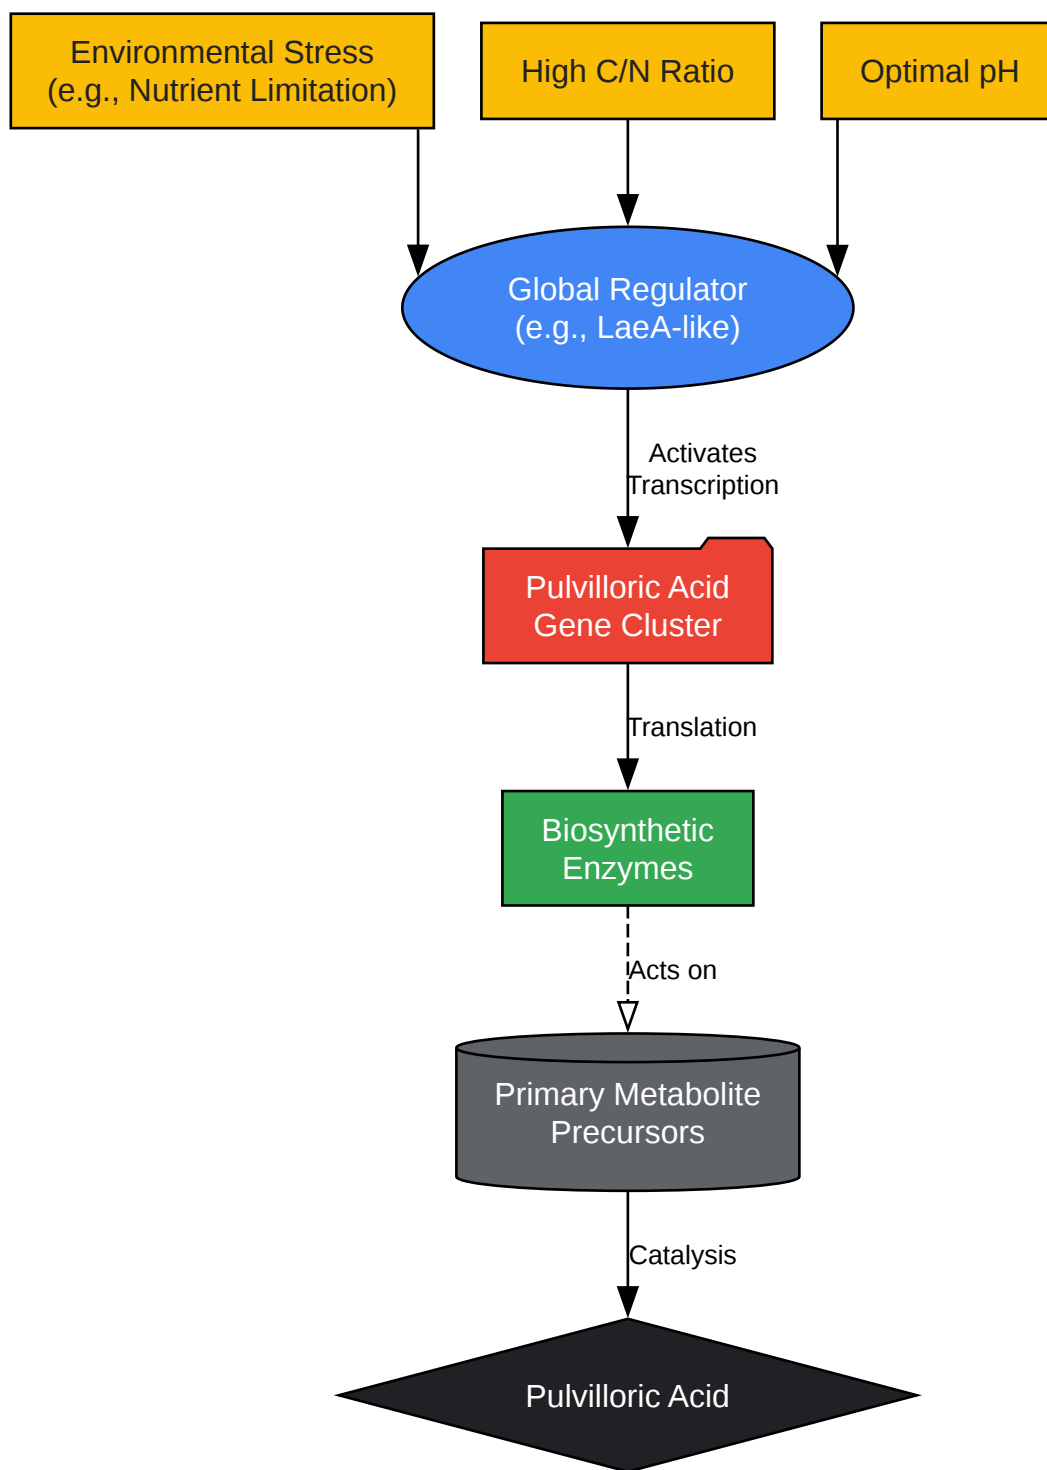 Environmental Stress
(e.g., Nutrient Limitation)
High C/N Ratio
Optimal pH
Global Regulator
(e.g., LaeA-like)
Activates
Transcription
Pulvilloric Acid
Gene Cluster
Translation
Biosynthetic
Enzymes
Acts on
Primary Metabolite
Precursors
Catalysis
Pulvilloric Acid